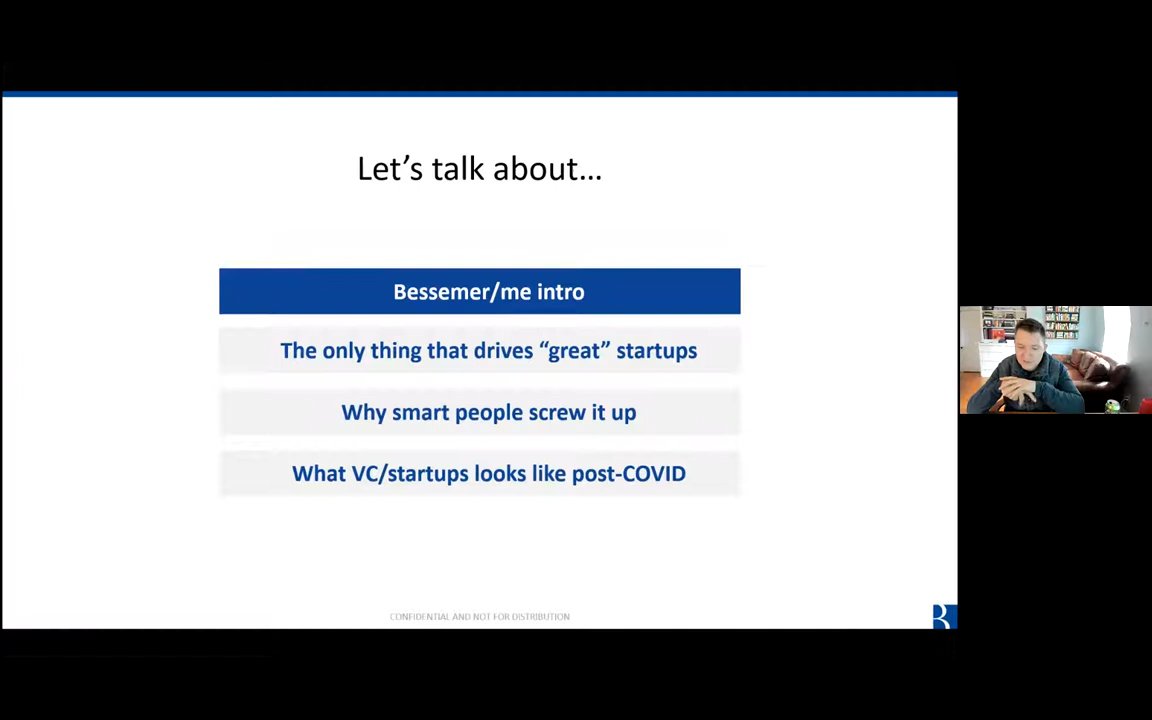 Let's talk about...
Bessemer/me intro
The only thing that drives “great” startups
Why smart people screw it up
What VC/startups looks like post-COVID
CONFIDENTIAL AND NOT FOR DISTRIBUTION
B